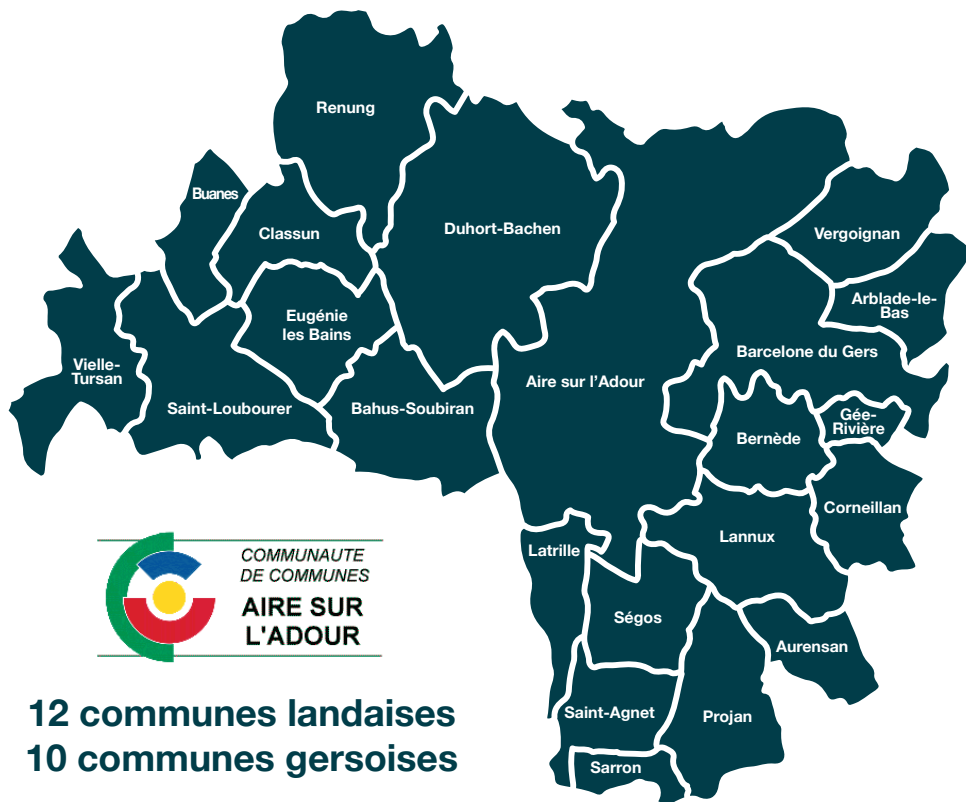 Renung
Buanes
Classun
Duhort-Bachen
Vergoignan
Arblade-le-
Bas
Eugénie
les Bains
Vielle-
Tursan
Saint-Loubourer
Bahus-Soubiran
Aire sur l'Adour
Barcelone du Gers
Gée-
Rivière
Bernède
Corneillan
Latrille
Lannux
Ségos
Aurensan
Saint-Agnet
Projan
Sarron
COMMUNAUTE
DE COMMUNES
AIRE SUR
L'ADOUR
12 communes landaises
10 communes gersoises